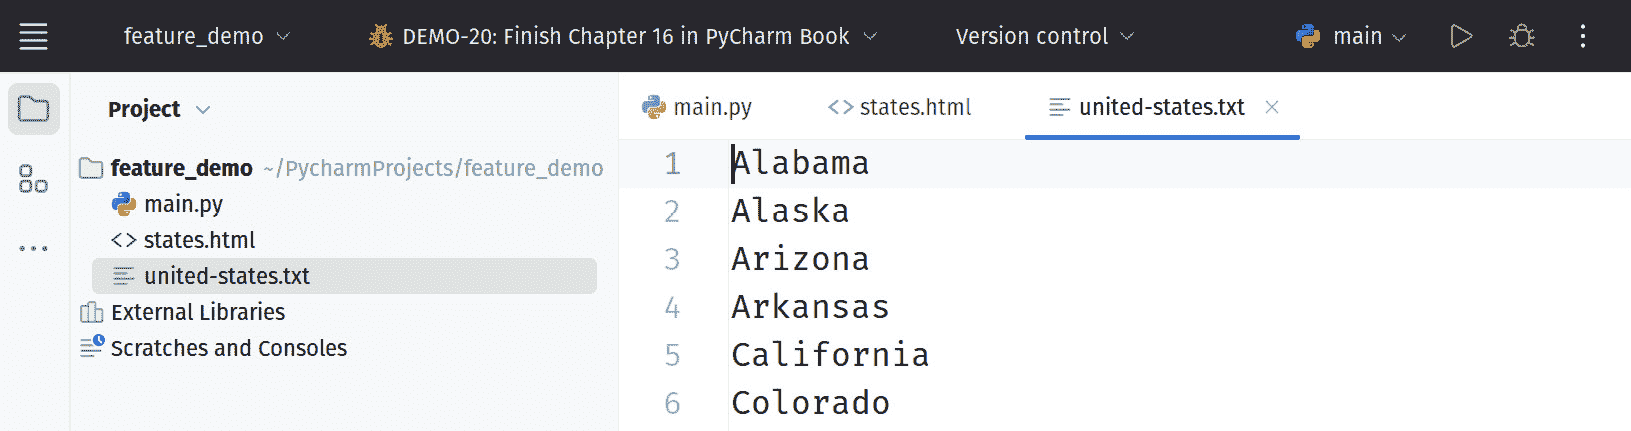 feature_demo DEMO-20: Finish Chapter 16 in PyCharm Book Version control main
Project
feature_demo ~/PycharmProjects/feature_demo
main.py
states.html
united-states.txt
External Libraries
Scratches and Consoles
main.py states.html united-states.txt
1 Alabama
2 Alaska
3 Arizona
4 Arkansas
5 California
6 Colorado